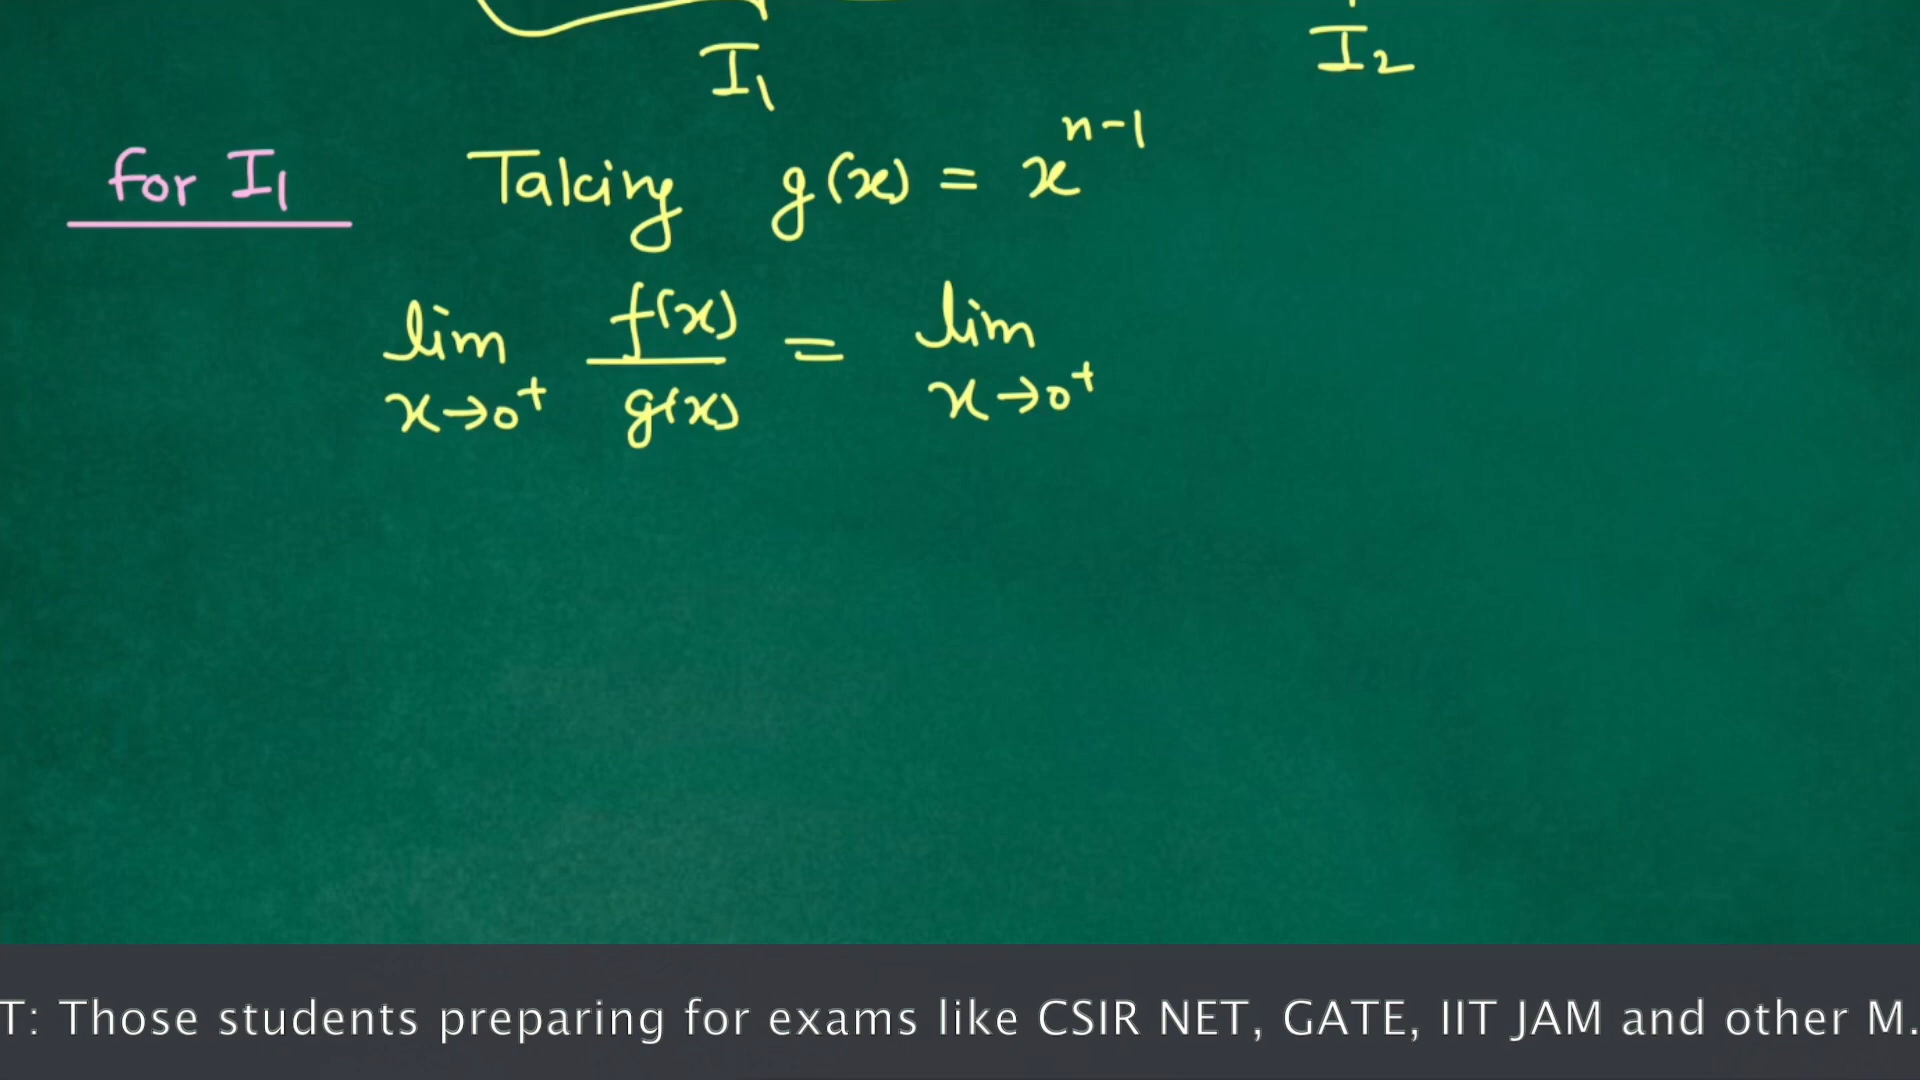 I₁ I₂
for I₁ Taking g(x) = x^{n-1}
lim_{x→0⁺} f(x)/g(x) = lim_{x→0⁺}
T: Those students preparing for exams like CSIR NET, GATE, IIT JAM and other M.